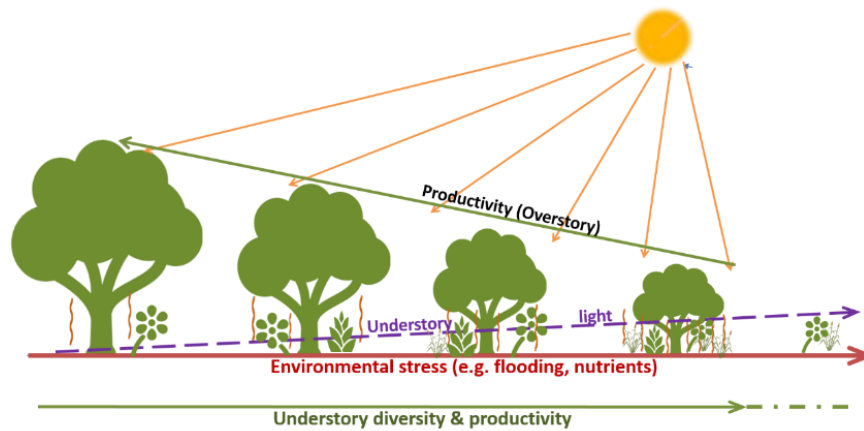 Productivity (Overstory)
Understory light
Environmental stress (e.g. flooding, nutrients)
Understory diversity & productivity